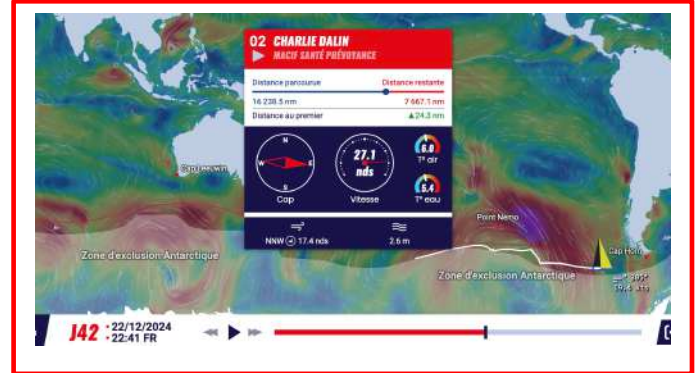 02 CHARLIE DALIN
MACIF SANTÉ PRÉVOYANCE
Distance parcourue Distance restante
16 238.5 nm 7 667.1 nm
Distance au premier ▲24.3 nm
N
W E
S
Cap
27.1
nds
Vitesse
6.0
T° air
5.4
T° eau
NNW 17.4 nds 2.6 m
Cap Leeuwin
Point Nemo
Cap Horn
Zone d'exclusion Antarctique
Zone d'exclusion Antarctique
19.4 kts
J42 22/12/2024
22:41 FR